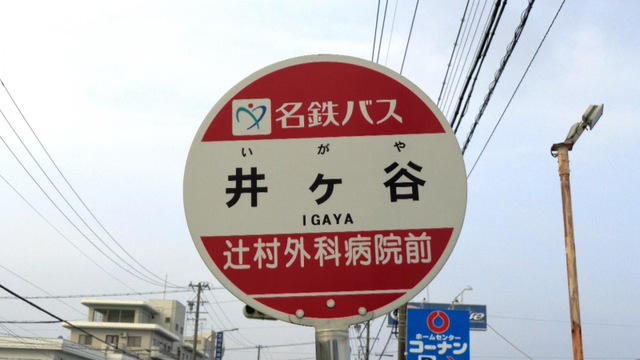 名鉄バス
いがや
井ヶ谷
IGAYA
辻村外科病院前
ホームセンター
コーナン